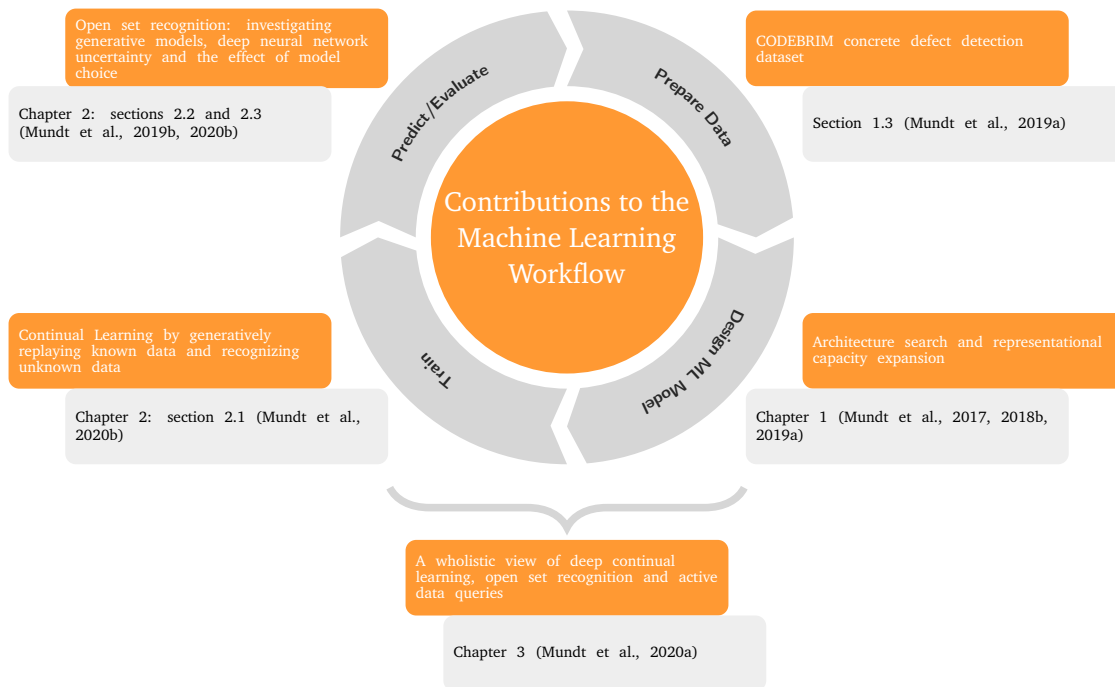 Open set recognition: investigating
generative models, deep neural network
uncertainty and the effect of model
choice
Chapter 2: sections 2.2 and 2.3
(Mundt et al., 2019b, 2020b)
Predict/Evaluate
Prepare Data
CODEBRIM concrete defect detection
dataset
Section 1.3 (Mundt et al., 2019a)
Contributions to the
Machine Learning
Workflow
Continual Learning by generatively
replaying known data and recognizing
unknown data
Chapter 2: section 2.1 (Mundt et al.,
2020b)
Train
Design ML Model
Architecture search and representational
capacity expansion
Chapter 1 (Mundt et al., 2017, 2018b,
2019a)
A wholistic view of deep continual
learning, open set recognition and active
data queries
Chapter 3 (Mundt et al., 2020a)